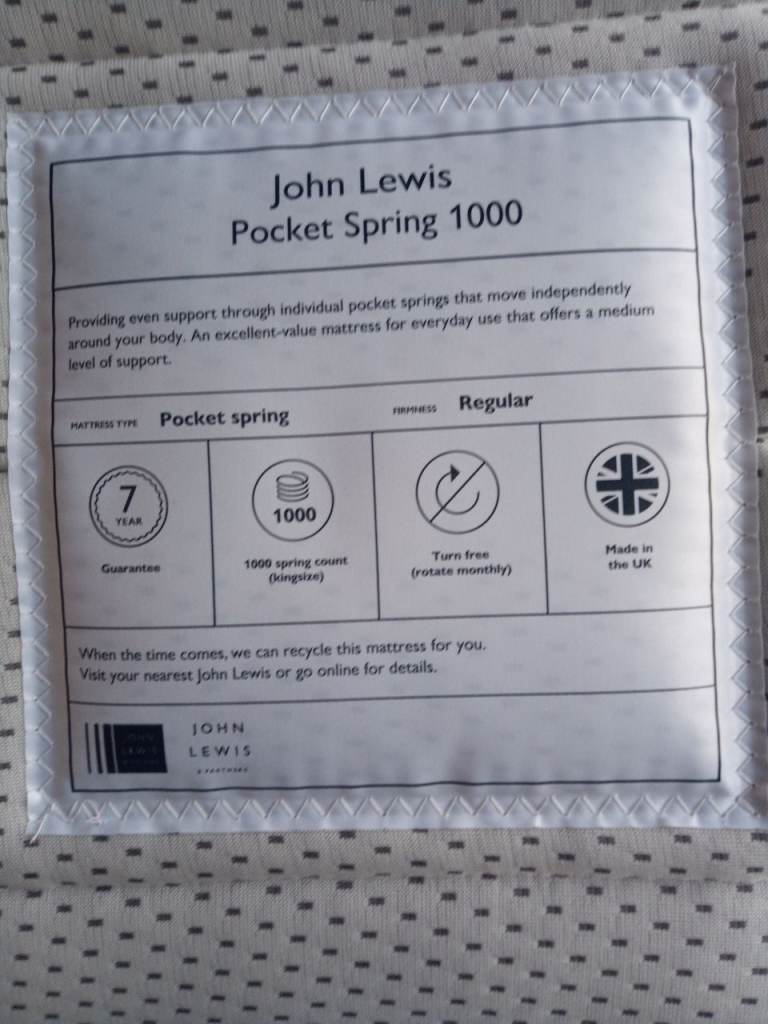 John Lewis
Pocket Spring 1000
Providing even support through individual pocket springs that move independently
around your body. An excellent-value mattress for everyday use that offers a medium
level of support.
MATTRESS TYPE Pocket spring FIRMNESS Regular
7
YEAR
Guarantee
1000
1000 spring count
(kingsize)
Turn free
(rotate monthly)
Made in
the UK
When the time comes, we can recycle this mattress for you.
Visit your nearest John Lewis or go online for details.
JOHN
LEWIS
JOHN
LEWIS
& PARTNERS